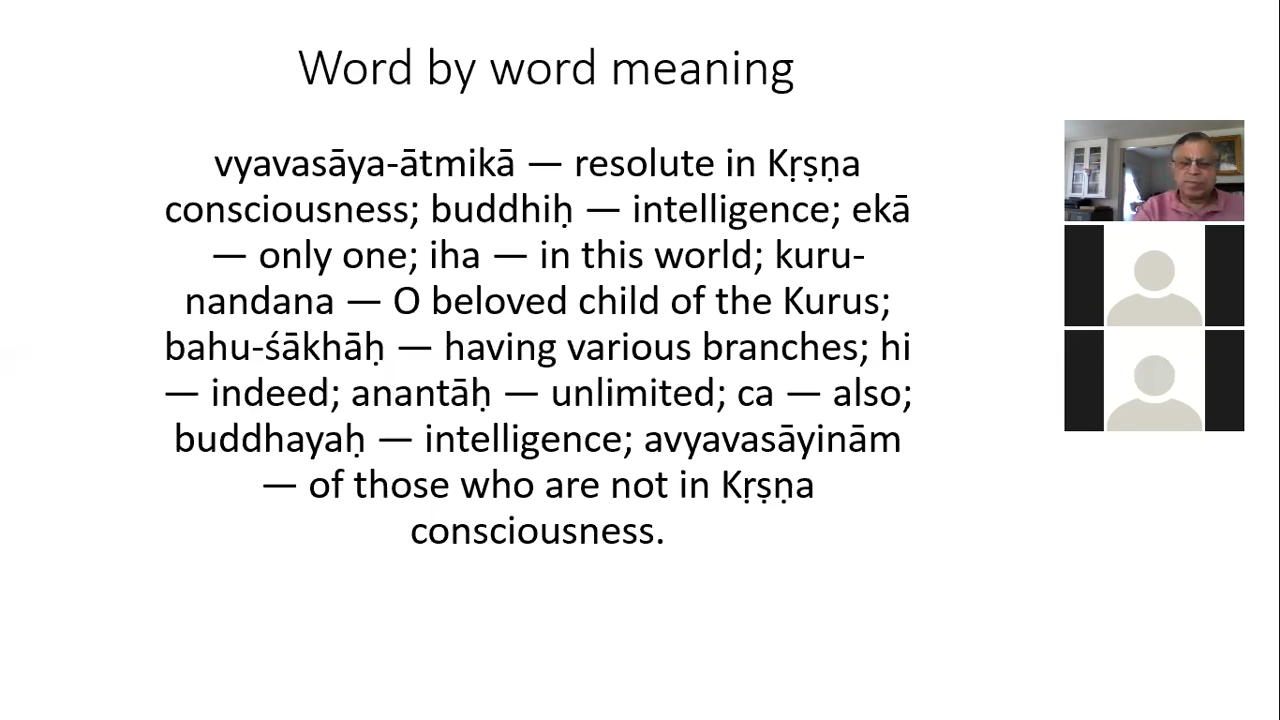 Word by word meaning
vyavasāya-ātmikā — resolute in Kṛṣṇa
consciousness; buddhiḥ — intelligence; ekā
— only one; iha — in this world; kuru-
nandana — O beloved child of the Kurus;
bahu-śākhāḥ — having various branches; hi
— indeed; anantāḥ — unlimited; ca — also;
buddhayaḥ — intelligence; avyavasāyinām
— of those who are not in Kṛṣṇa
consciousness.